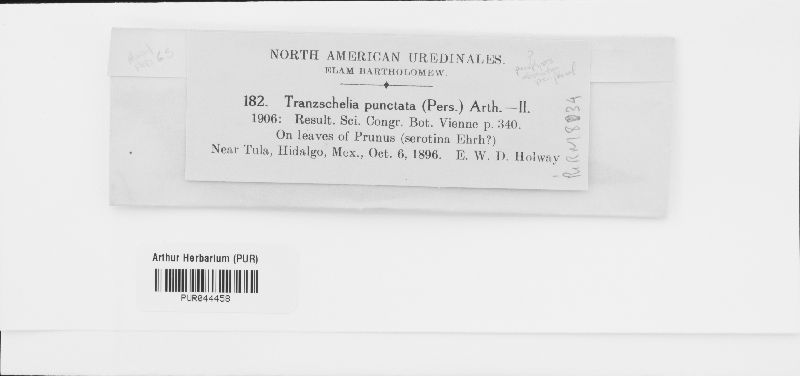 NORTH AMERICAN UREDINALES.
ELAM BARTHOLOMEW.
182. Tranzschelia punctata (Pers.) Arth.—II.
1906: Result. Sci. Congr. Bot. Vienne p. 340.
On leaves of Prunus (serotina Ehrh?)
Near Tula, Hidalgo, Mex., Oct. 6, 1896. E. W. D. Holway
Arthur Herbarium (PUR)
PUR044458